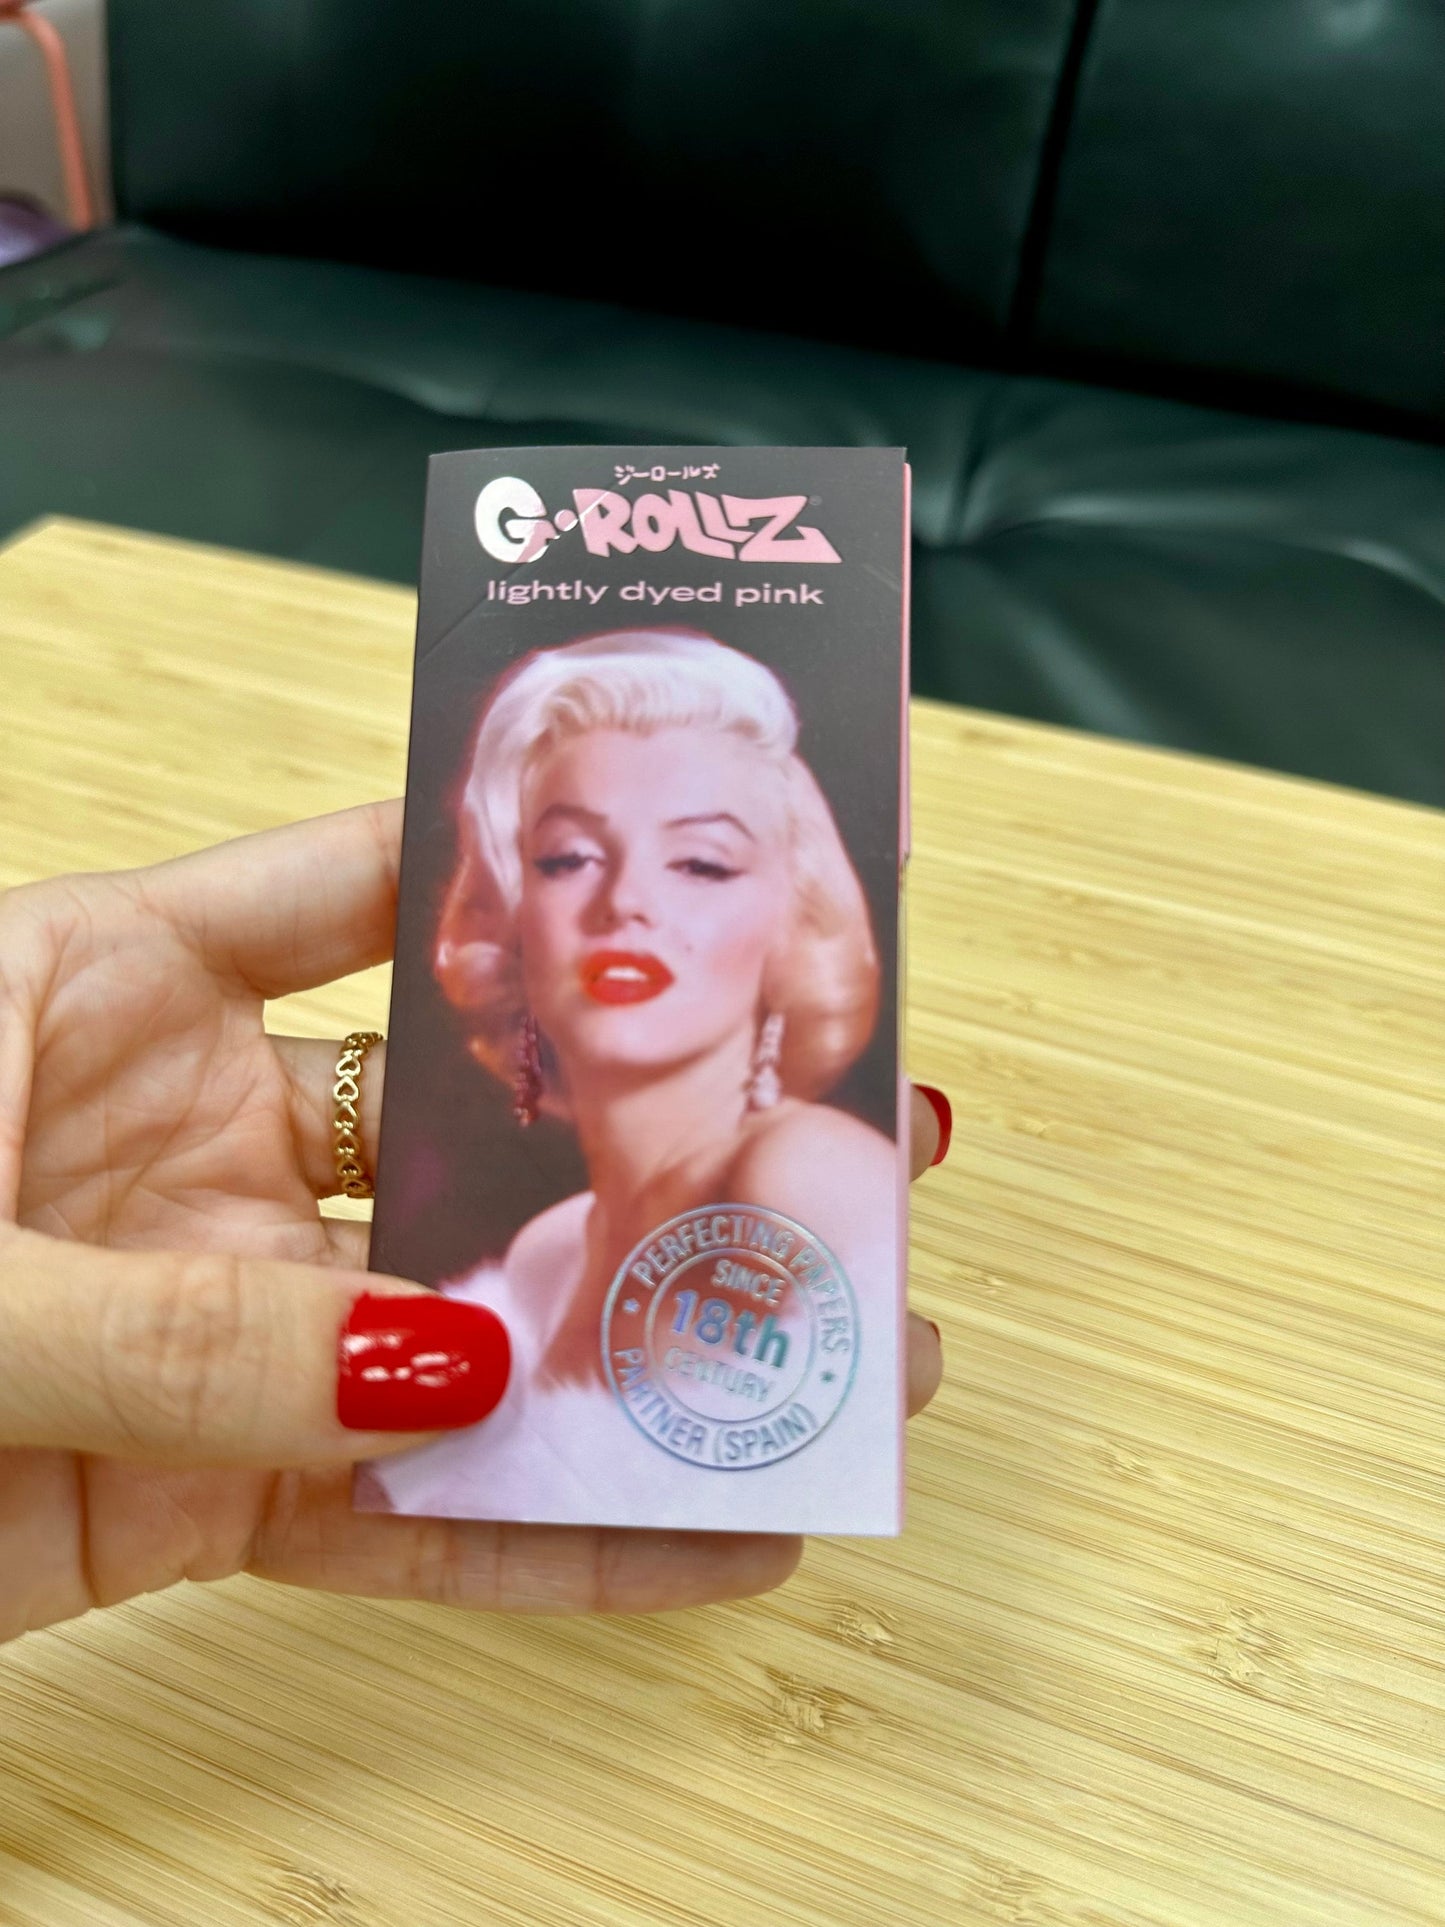 ジーロールズ
G-ROLLZ
lightly dyed pink
PERFECTING PAPERS
SINCE
18th
CENTURY
PARTNER (SPAIN)